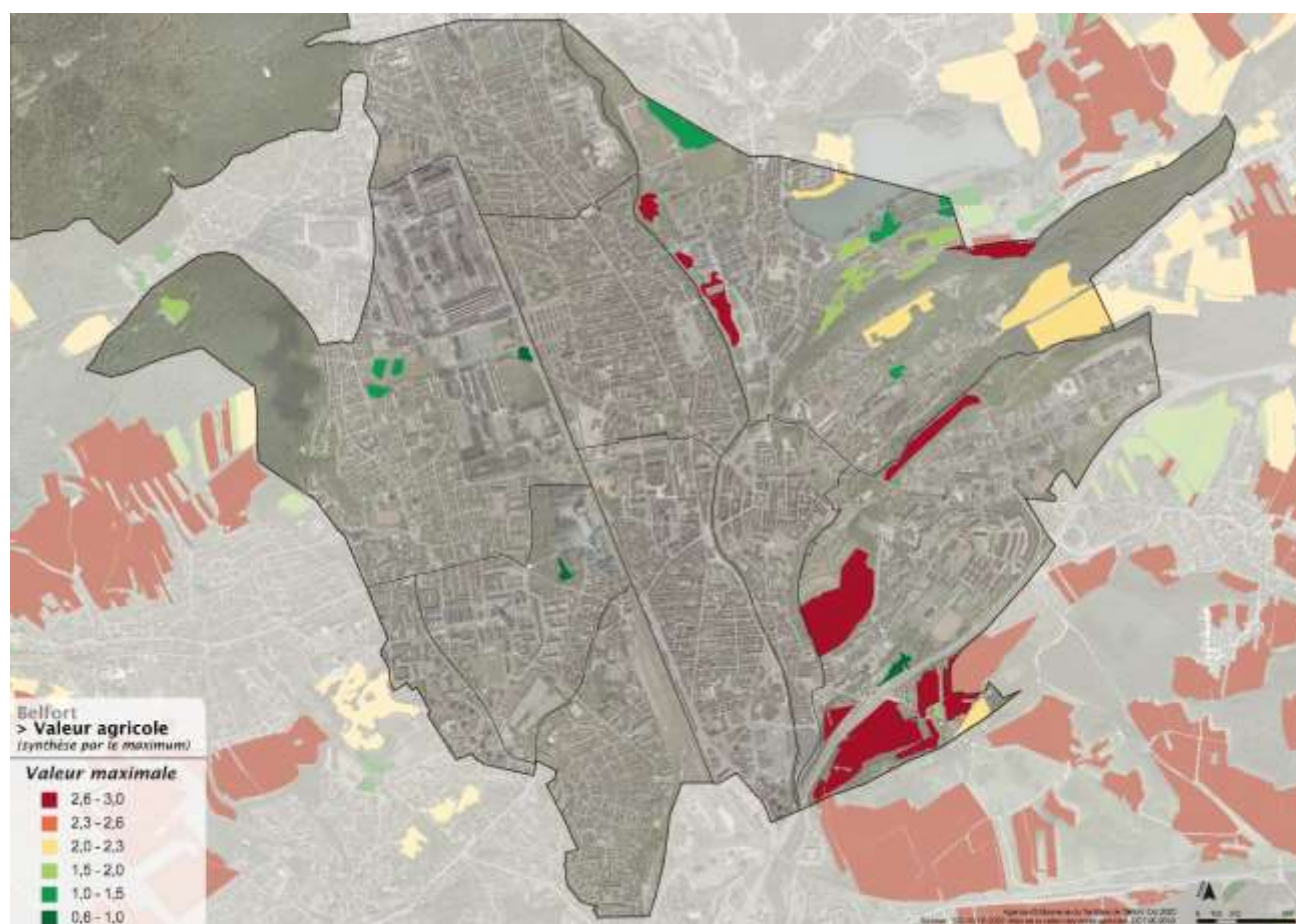 Belfort
> Valeur agricole
(synthèse par le maximum)
Valeur maximale
2,6 - 3,0
2,3 - 2,6
2,0 - 2,3
1,5 - 2,0
1,0 - 1,5
0,6 - 1,0